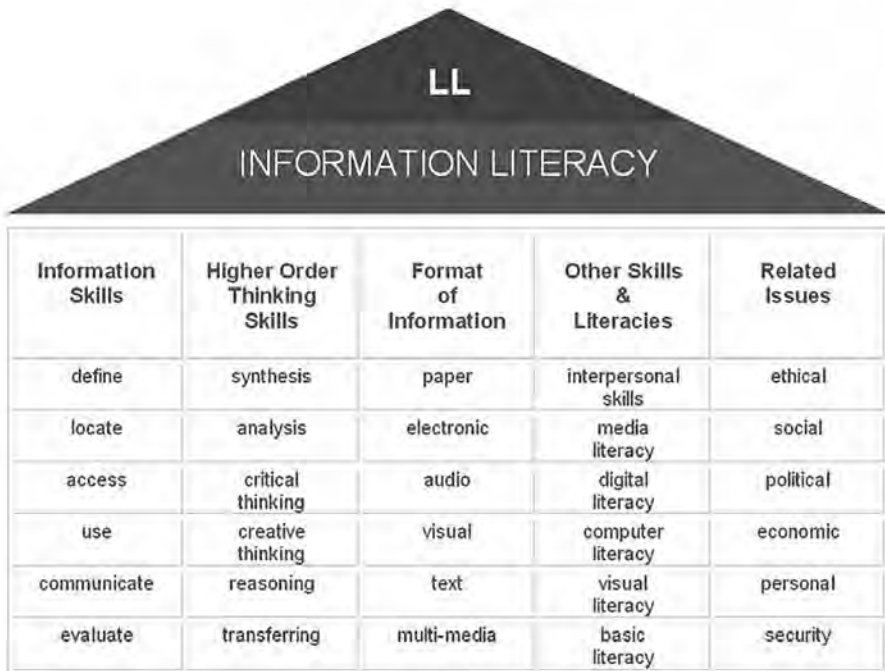 LL
INFORMATION LITERACY
Information Skills
Higher Order Thinking Skills
Format of Information
Other Skills & Literacies
Related Issues
define
synthesis
paper
interpersonal skills
ethical
locate
analysis
electronic
media literacy
social
access
critical thinking
audio
digital literacy
political
use
creative thinking
visual
computer literacy
economic
communicate
reasoning
text
visual literacy
personal
evaluate
transferring
multi-media
basic literacy
security